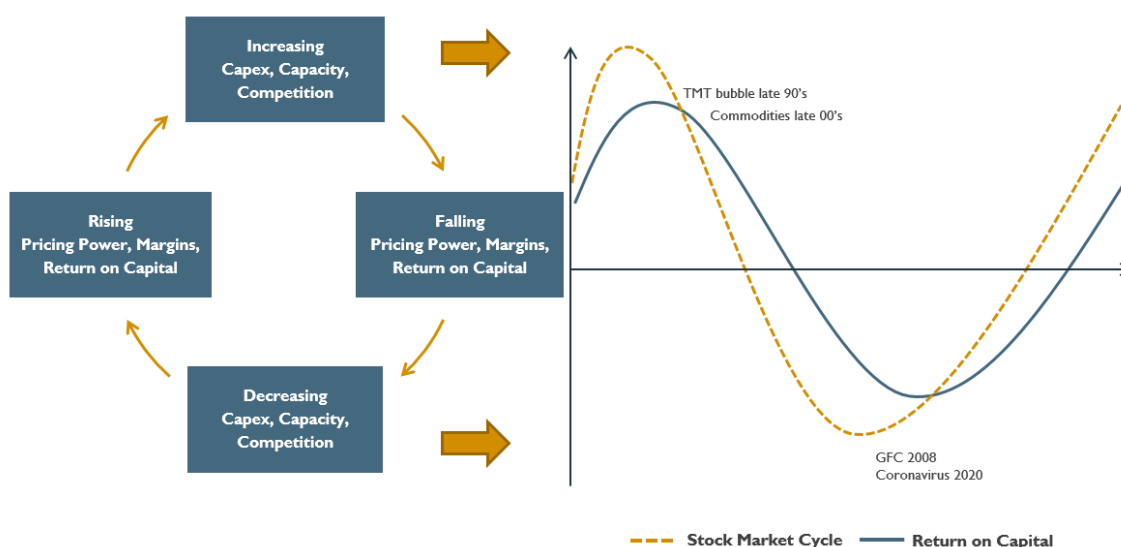 Increasing
Capex, Capacity,
Competition
Rising
Pricing Power, Margins,
Return on Capital
Falling
Pricing Power, Margins,
Return on Capital
Decreasing
Capex, Capacity,
Competition
TMT bubble late 90's
Commodities late 00's
GFC 2008
Coronavirus 2020
Stock Market Cycle
Return on Capital